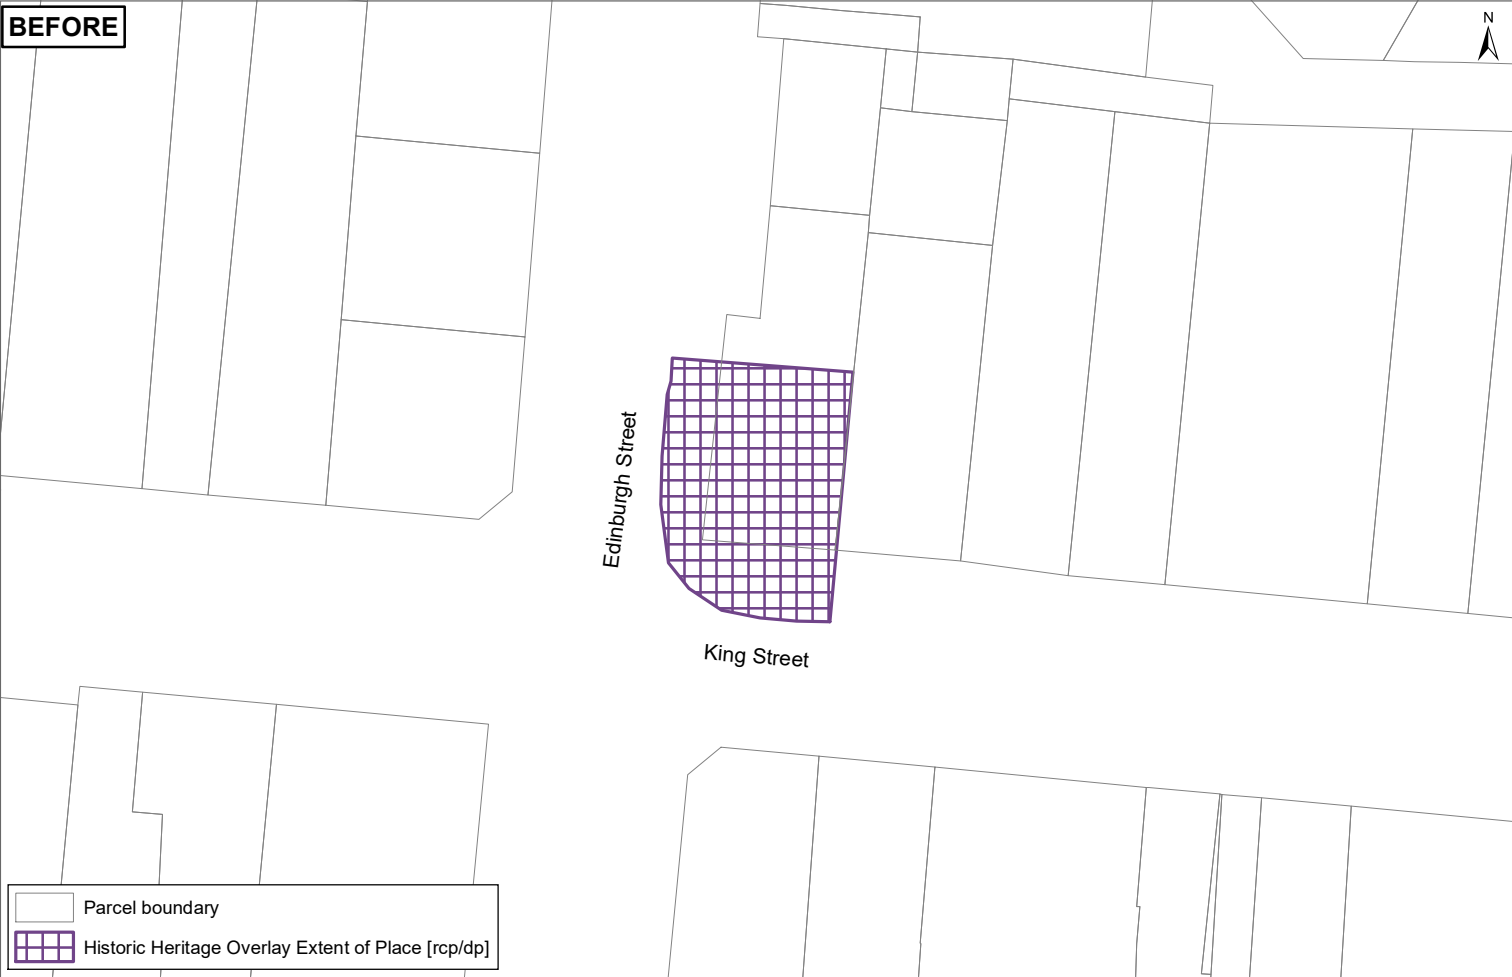 BEFORE
N
Edinburgh Street
King Street
Parcel boundary
Historic Heritage Overlay Extent of Place [rcp/dp]